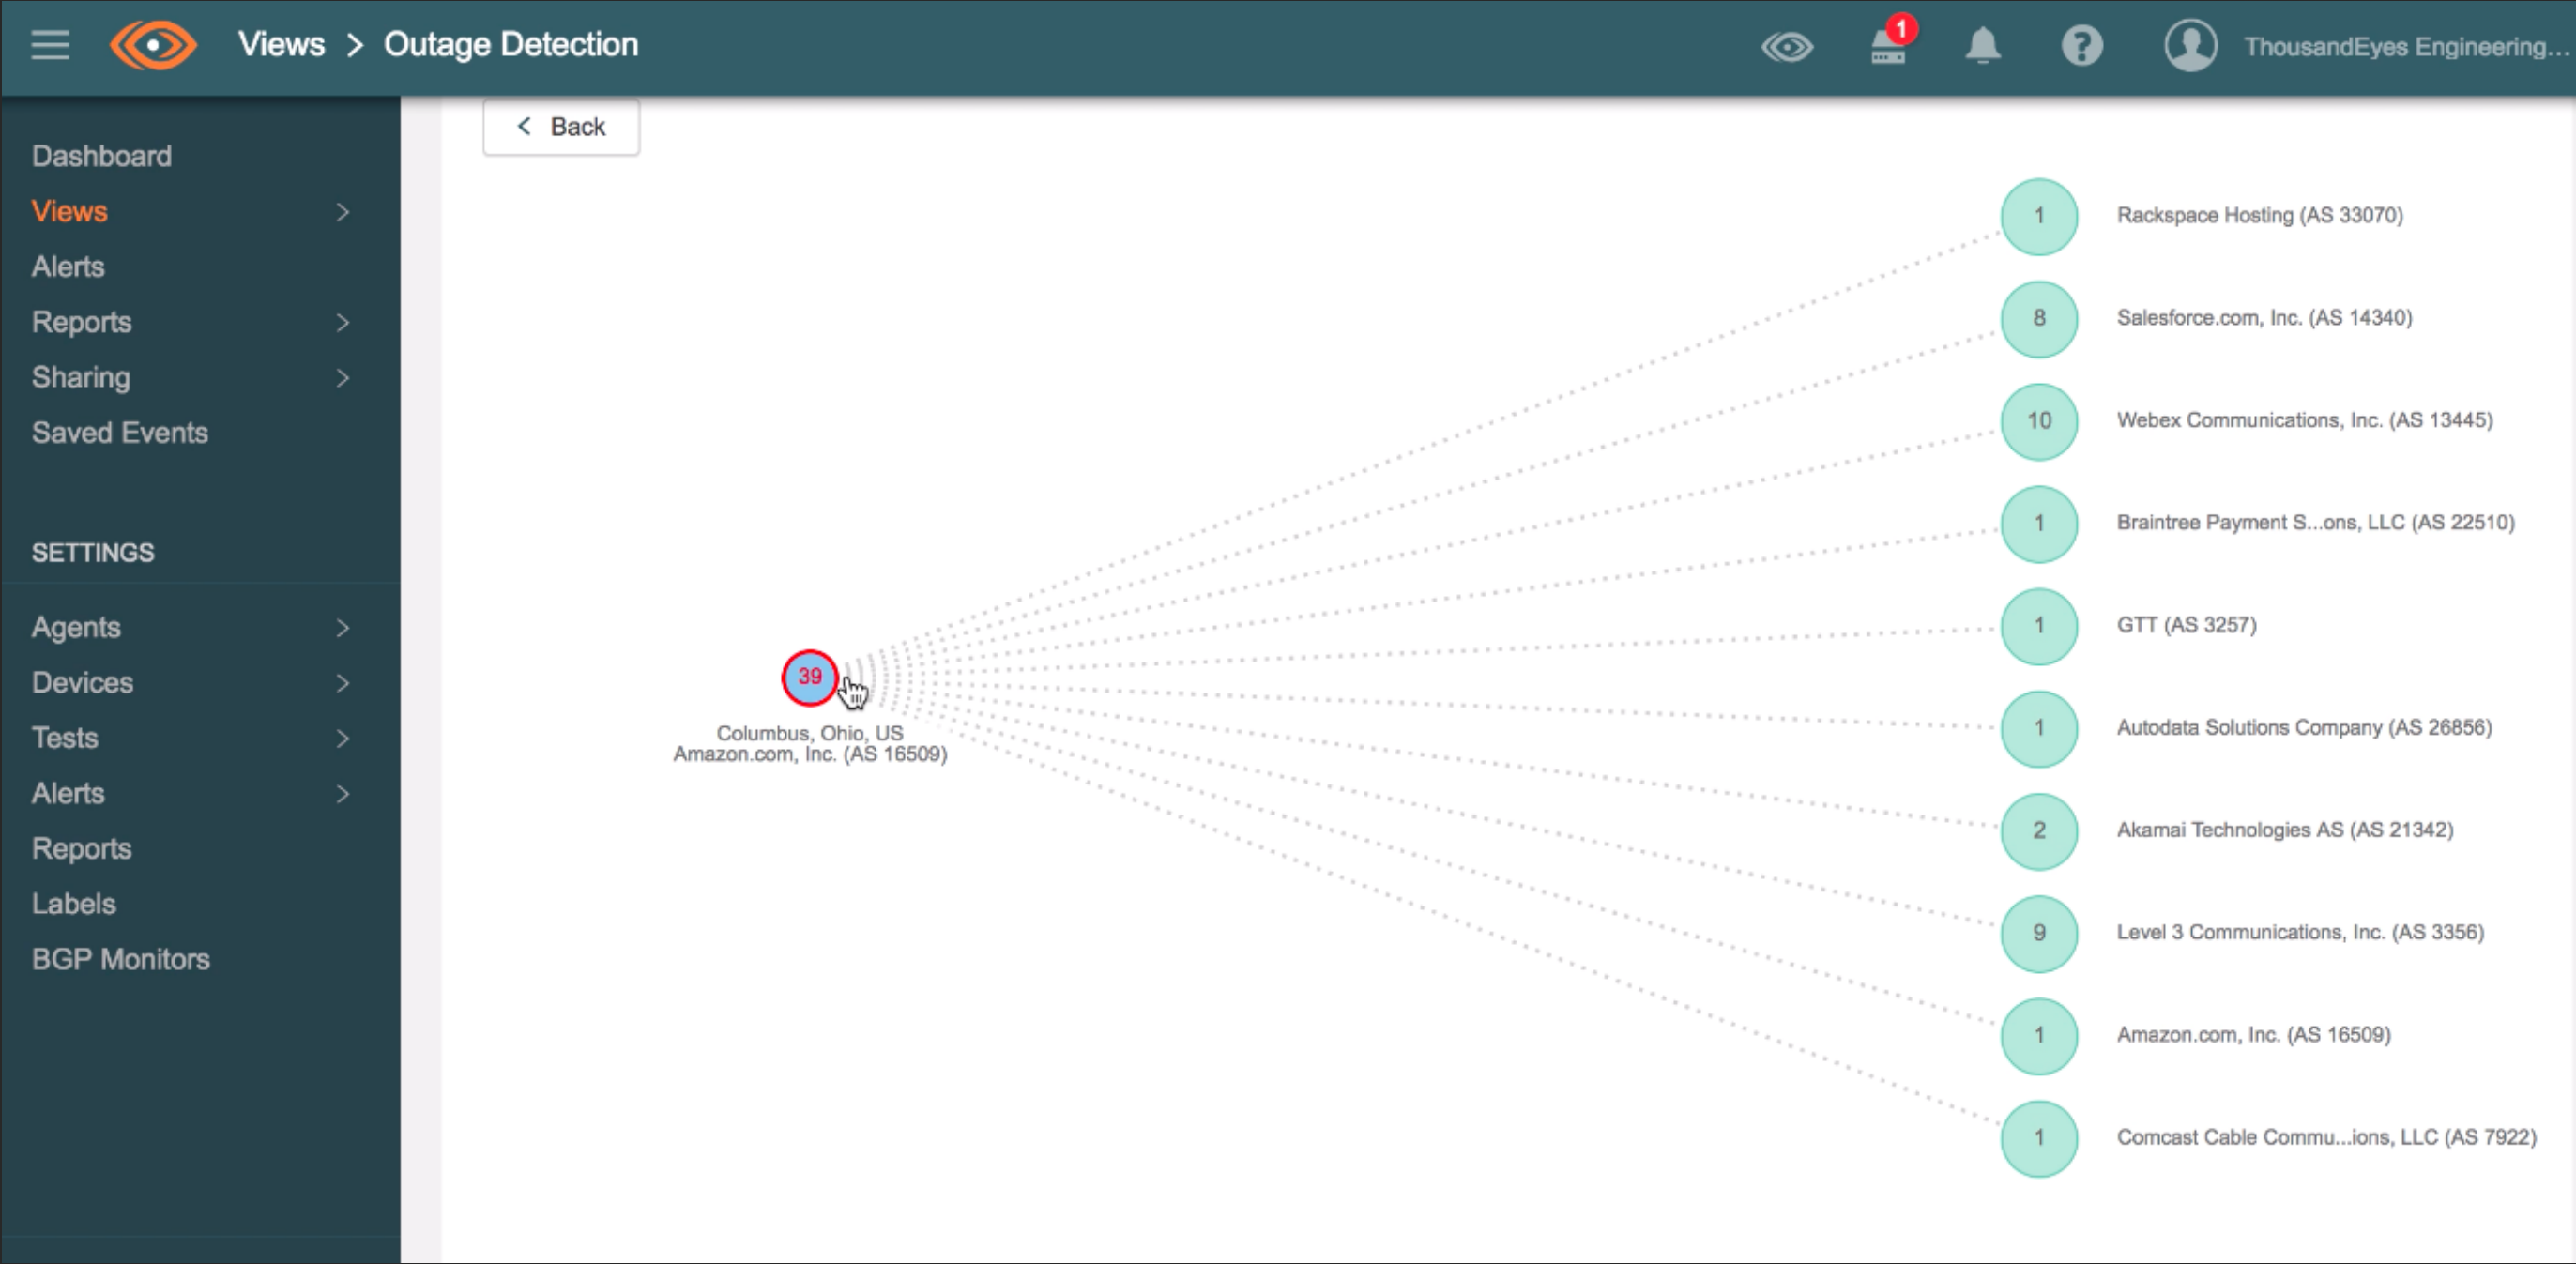 Views > Outage Detection
1
ThousandEyes Engineering...
Dashboard
Views
Alerts
Reports
Sharing
Saved Events
SETTINGS
Agents
Devices
Tests
Alerts
Reports
Labels
BGP Monitors
Back
39
Columbus, Ohio, US
Amazon.com, Inc. (AS 16509)
1 Rackspace Hosting (AS 33070)
8 Salesforce.com, Inc. (AS 14340)
10 Webex Communications, Inc. (AS 13445)
1 Braintree Payment S...ons, LLC (AS 22510)
1 GTT (AS 3257)
1 Autodata Solutions Company (AS 26856)
2 Akamai Technologies AS (AS 21342)
9 Level 3 Communications, Inc. (AS 3356)
1 Amazon.com, Inc. (AS 16509)
1 Comcast Cable Commu...ions, LLC (AS 7922)